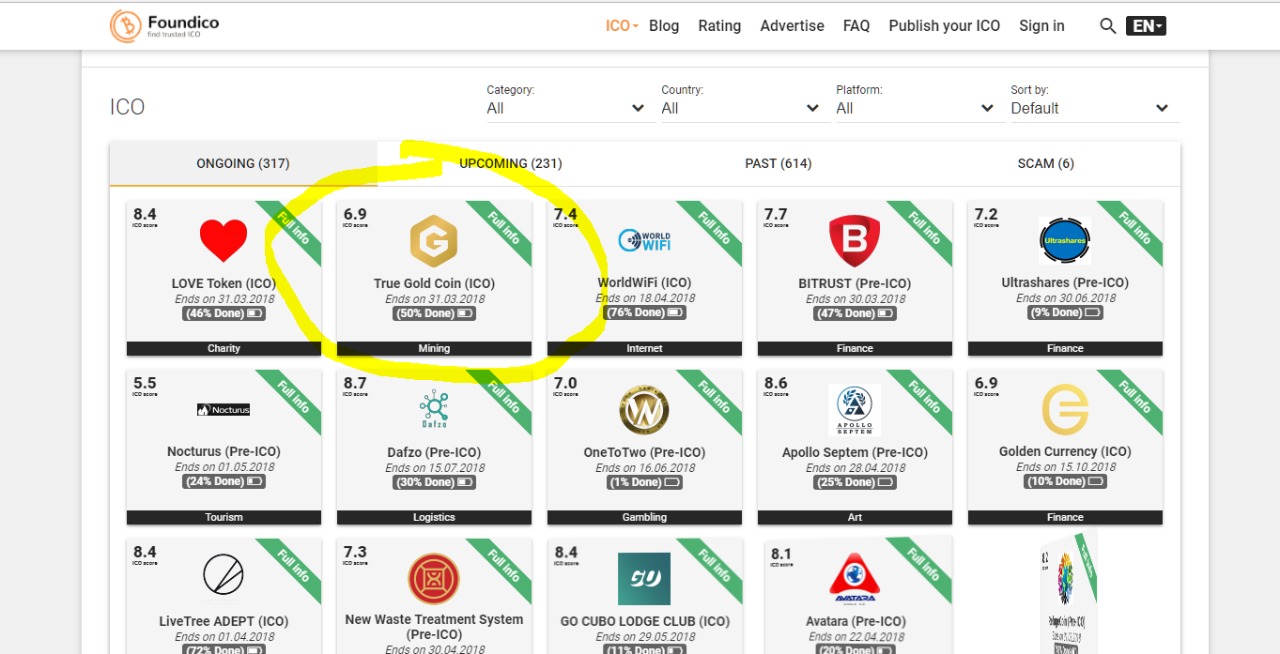 Foundico
find trusted ICO
ICO Blog Rating Advertise FAQ Publish your ICO Sign in EN
ICO
Category: Country: Platform: Sort by:
All All All Default
ONGOING (317) UPCOMING (231) PAST (614) SCAM (6)
8.4
ICO score
Full info
LOVE Token (ICO)
Ends on 31.03.2018
(46% Done)
Charity
6.9
ICO score
G
Full info
True Gold Coin (ICO)
Ends on 31.03.2018
(50% Done)
Mining
7.4
ICO score
WORLD
WIFI
Full info
WorldWiFi (ICO)
Ends on 18.04.2018
(76% Done)
Internet
7.7
ICO score
B
Full info
BITRUST (Pre-ICO)
Ends on 30.03.2018
(47% Done)
Finance
7.2
ICO score
Ultrashares
Full info
Ultrashares (Pre-ICO)
Ends on 30.06.2018
(9% Done)
Finance
5.5
ICO score
Nocturus
Full info
Nocturus (Pre-ICO)
Ends on 01.05.2018
(24% Done)
Tourism
8.7
ICO score
Dafzo
Full info
Dafzo (Pre-ICO)
Ends on 15.07.2018
(30% Done)
Logistics
7.0
ICO score
W
Full info
OneToTwo (Pre-ICO)
Ends on 16.06.2018
(1% Done)
Gambling
8.6
ICO score
APOLLO
SEPTEM
Full info
Apollo Septem (Pre-ICO)
Ends on 28.04.2018
(25% Done)
Art
6.9
ICO score
Full info
Golden Currency (ICO)
Ends on 15.10.2018
(10% Done)
Finance
8.4
ICO score
Full info
LiveTree ADEPT (ICO)
Ends on 01.04.2018
(72% Done)
7.3
ICO score
Full info
New Waste Treatment System
(Pre-ICO)
Ends on 30.04.2018
8.4
ICO score
GO
Full info
GO CUBO LODGE CLUB (ICO)
Ends on 29.05.2018
(11% Done)
8.1
ICO score
AVATARA
Full info
Avatara (Pre-ICO)
Ends on 22.04.2018
(20% Done)
8.2
ICO score
Full info